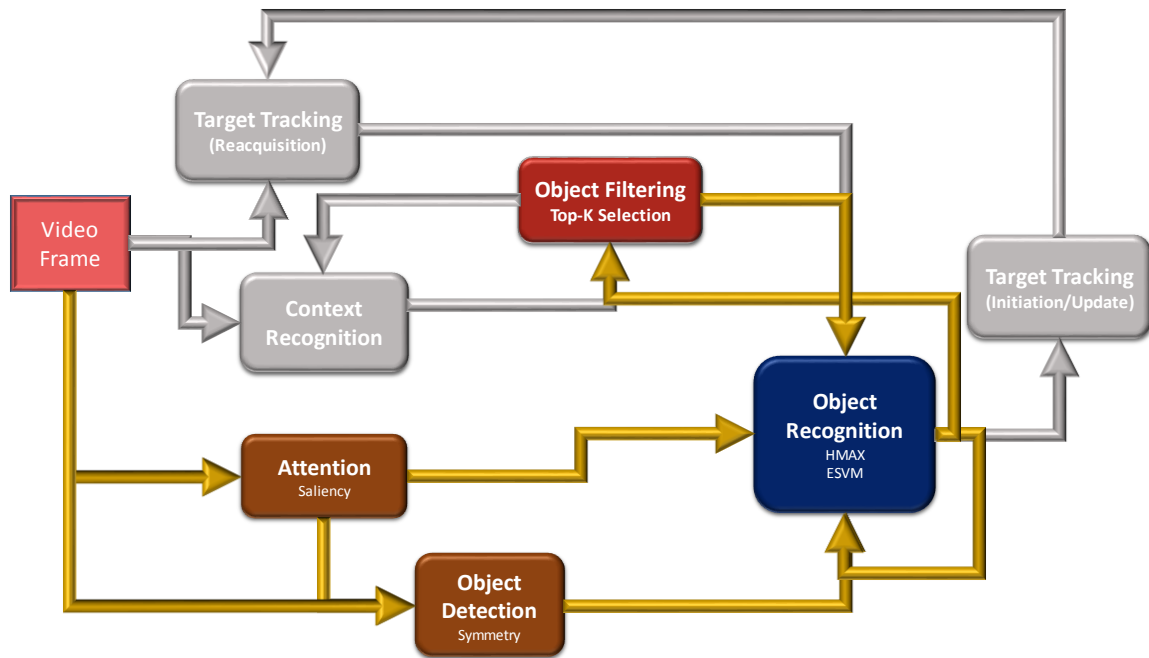 Target Tracking
(Reacquisition)
Object Filtering
Top-K Selection
Video
Frame
Target Tracking
(Initiation/Update)
Context
Recognition
Object
Recognition
HMAX
ESVM
Attention
Saliency
Object
Detection
Symmetry